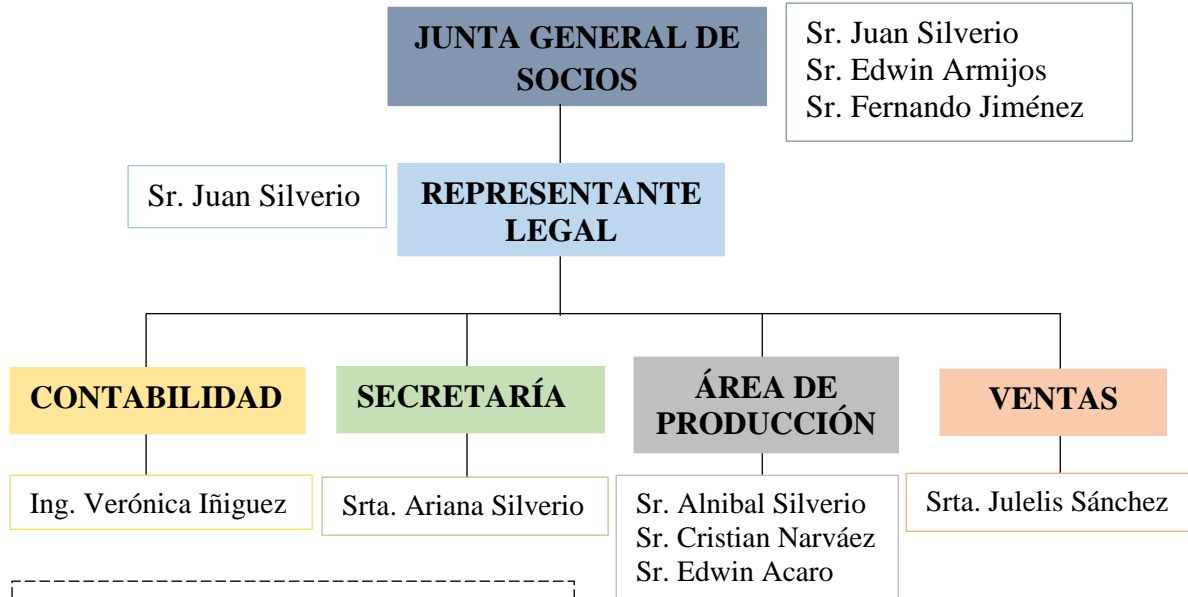 JUNTA GENERAL DE
SOCIOS
Sr. Juan Silverio
Sr. Edwin Armijos
Sr. Fernando Jiménez
Sr. Juan Silverio
REPRESENTANTE
LEGAL
CONTABILIDAD
SECRETARÍA
ÁREA DE
PRODUCCIÓN
VENTAS
Ing. Verónica Iñiguez
Srta. Ariana Silverio
Sr. Alnibal Silverio
Sr. Cristian Narváez
Sr. Edwin Acaro
Srta. Julelis Sánchez